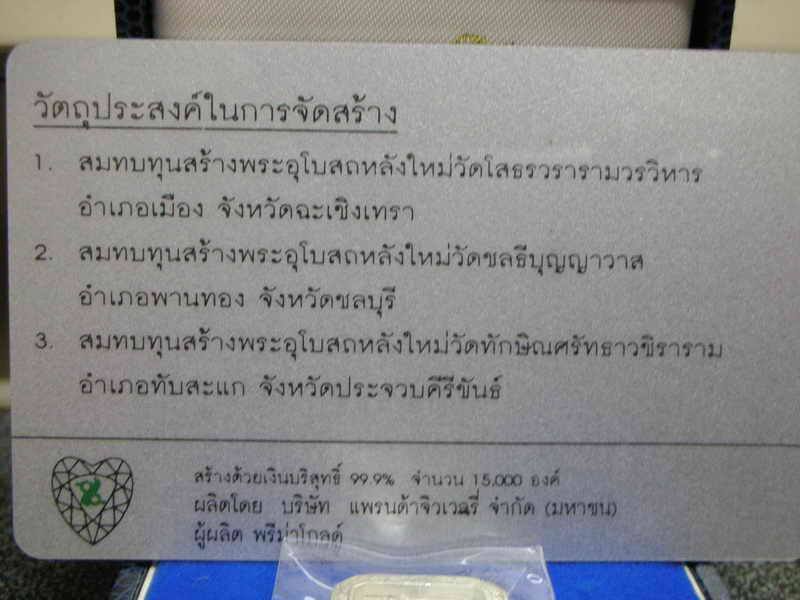 วัตถุประสงค์ในการจัดสร้าง
1. สมทบทุนสร้างพระอุโบสถหลังใหม่วัดโสธรวรารามวรวิหาร
อำเภอเมือง จังหวัดฉะเชิงเทรา
2. สมทบทุนสร้างพระอุโบสถหลังใหม่วัดชลธีบุญญาวาส
อำเภอพานทอง จังหวัดชลบุรี
3. สมทบทุนสร้างพระอุโบสถหลังใหม่วัดทักษิณศรัทธาวชิราราม
อำเภอทับสะแก จังหวัดประจวบคีรีขันธ์
สร้างด้วยเงินบริสุทธิ์ 99.9% จำนวน 15,000 องค์
ผลิตโดย บริษัท แพรนด้าจิวเวลรี่ จำกัด (มหาชน)
ผู้ผลิต พรีม่าโกลด์